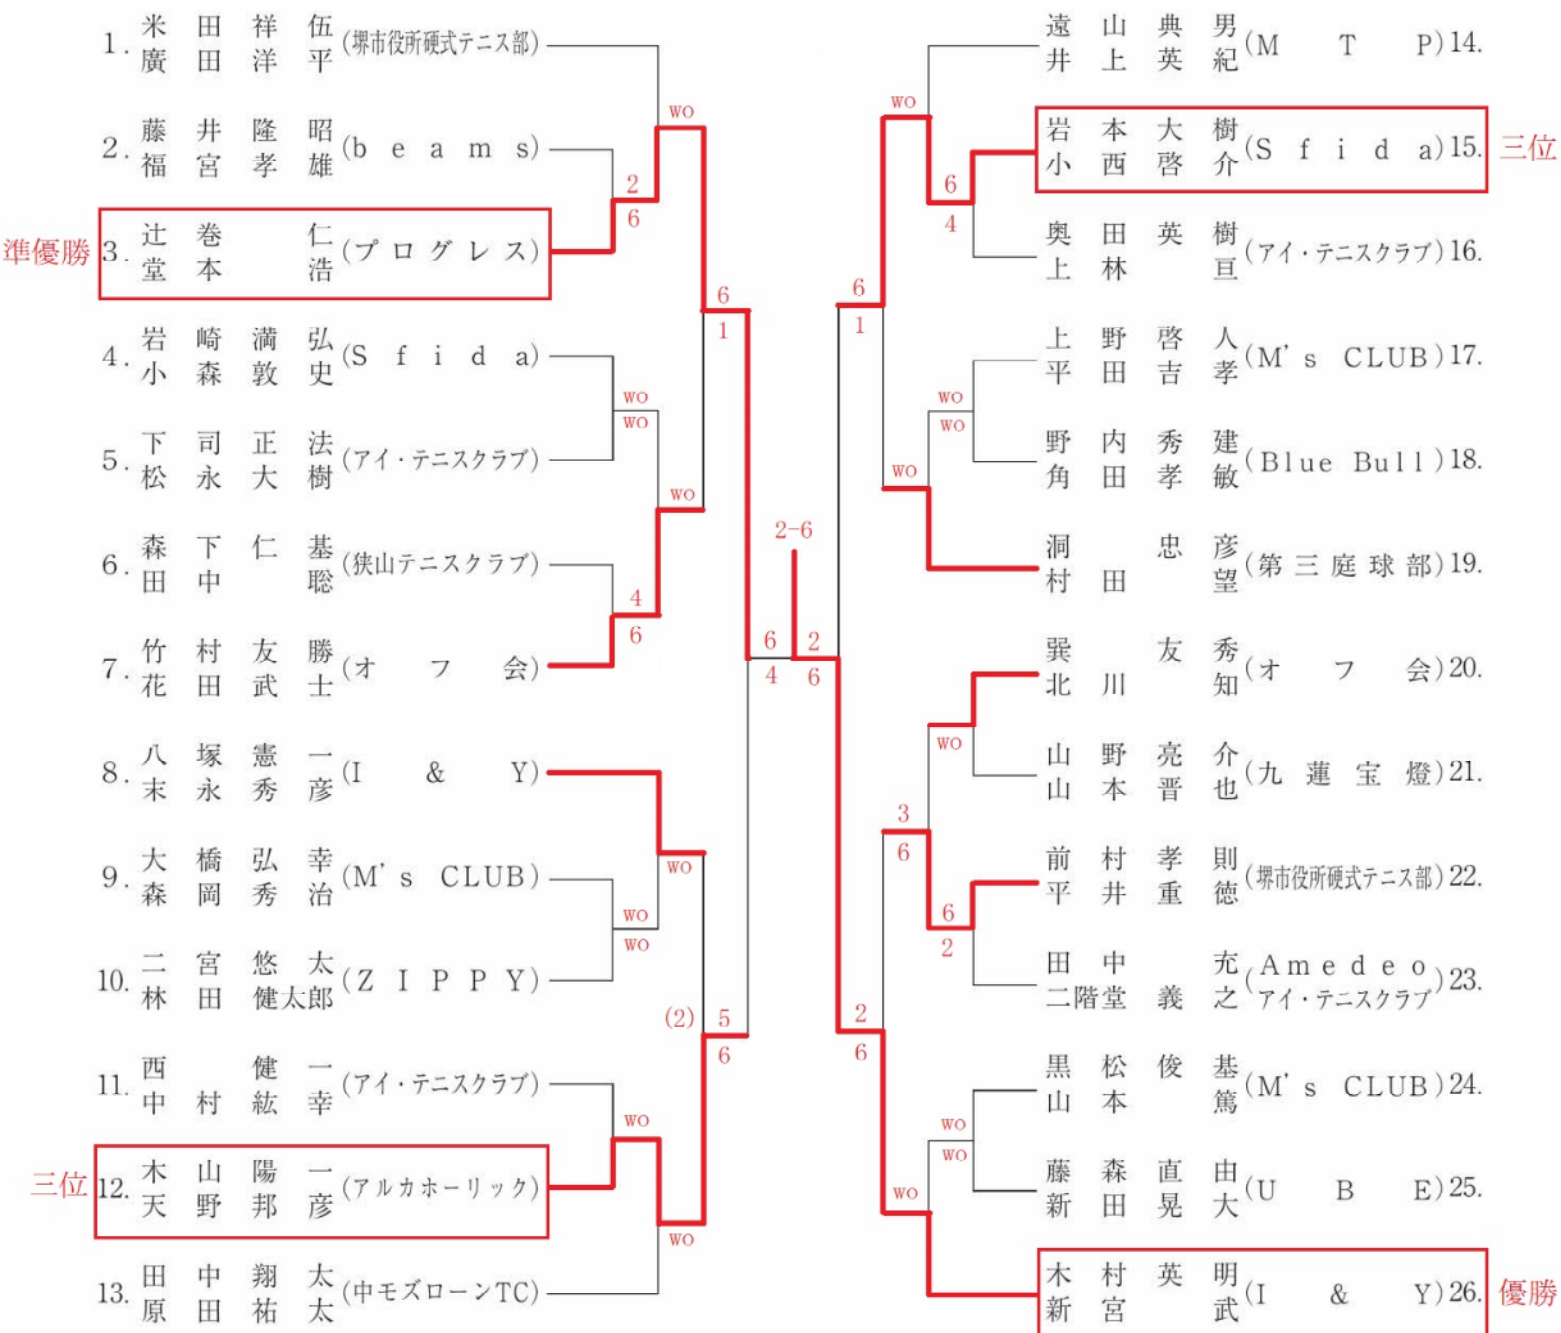 1. 米田祥伍 (堺市役所硬式テニス部)
廣田洋平
WO
2. 藤井隆昭 (beams)
福宮孝雄
2
6
準優勝 3. 辻巻仁 (プログレス)
堂本浩
6
1
4. 岩崎満弘 (Sfida)
小森敦史
WO
WO
5. 下司正法 (アイ・テニスクラブ)
松永大樹
WO
6. 森下仁基 (狭山テニスクラブ)
田中聡
4
6
7. 竹村友勝 (オフ会)
花田武士
8. 八塚憲一 (I & Y)
末永秀彦
WO
9. 大橋弘幸 (M's CLUB)
森岡秀治
WO
WO
10. 二宮悠太 (ZIPPY)
林田健太郎
(2) 5
6
11. 西健一 (アイ・テニスクラブ)
中村紘幸
WO
三位 12. 木山陽一 (アルカホーリック)
天野邦彦
WO
13. 田中翔太 (中モズローンTC)
原田祐太
2-6
6 2
4 6
遠山典男 (MTP) 14.
井上英紀
WO
岩本大樹 (Sfida) 15. 三位
小西啓介
6
4
奥田英樹 (アイ・テニスクラブ) 16.
上林亘
6
1
上野啓人 (M's CLUB) 17.
平田吉孝
WO
WO
野内秀建 (Blue Bull) 18.
角田孝敏
WO
洞忠彦 (第三庭球部) 19.
村田望
巽友秀 (オフ会) 20.
北川知
WO
山野亮介 (九蓮宝燈) 21.
山本晋也
3
6
前村孝則 (堺市役所硬式テニス部) 22.
平井重徳
6
2
田中充 (Amedeo
二階堂義之 アイ・テニスクラブ) 23.
2
6
黒松俊基 (M's CLUB) 24.
山本篤
WO
WO
藤森直由 (UBE) 25.
新田晃大
WO
木村英明 (I & Y) 26. 優勝
新宮武